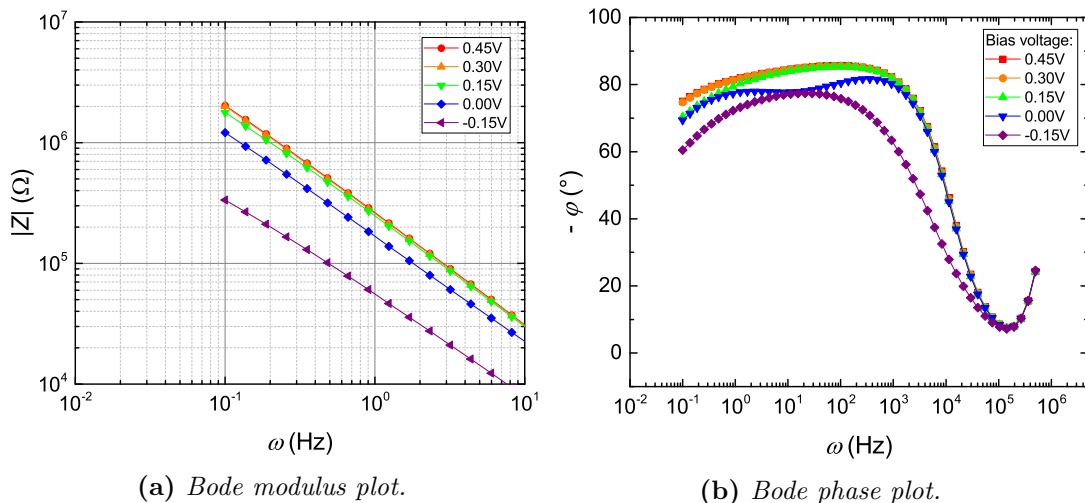 10^7
10^6
10^5
10^4
|Z| (Ω)
0.45V
0.30V
0.15V
0.00V
-0.15V
10^-2
10^-1
10^0
10^1
ω (Hz)
(a) Bode modulus plot.
100
80
60
40
20
0
- φ (°)
Bias voltage:
0.45V
0.30V
0.15V
0.00V
-0.15V
10^-2
10^-1
10^0
10^1
10^2
10^3
10^4
10^5
10^6
ω (Hz)
(b) Bode phase plot.